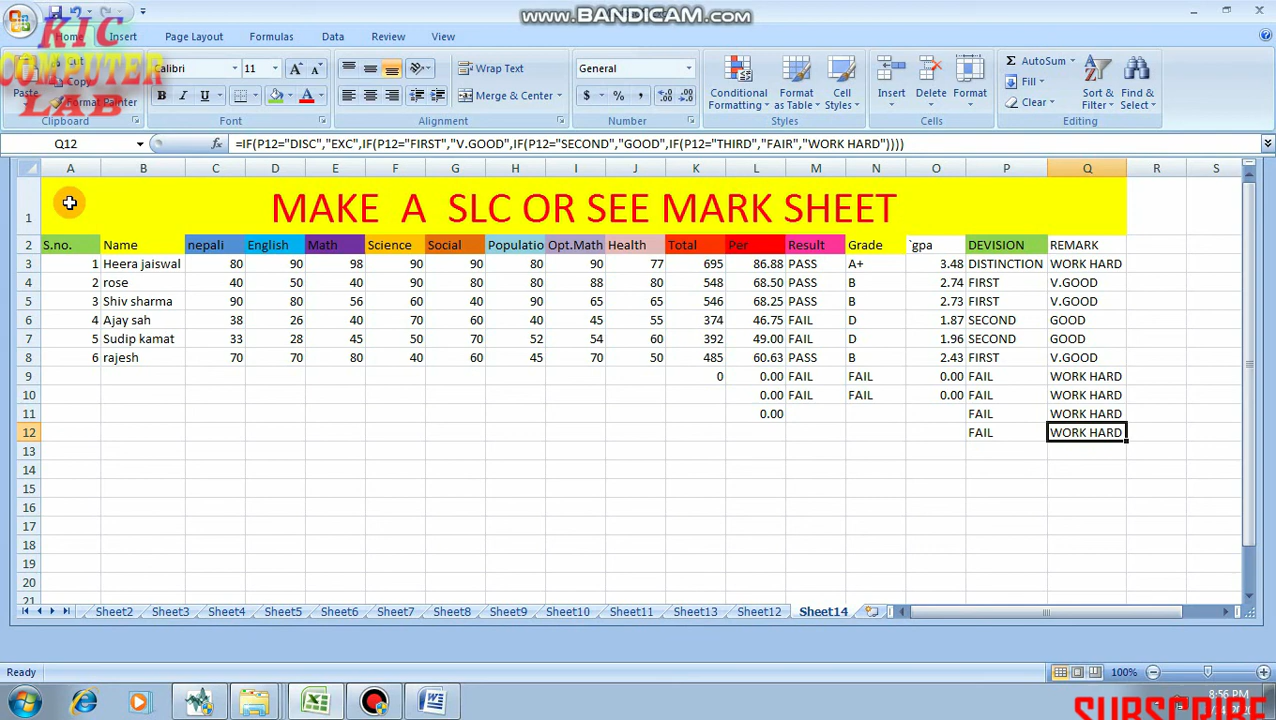 www.BANDICAM.com
KIC
COMPUTER
LAB
Home Insert Page Layout Formulas Data Review View
Cut
Copy
Format Painter
Paste
Clipboard
Calibri 11
B I U A
Font
Wrap Text
Merge & Center
Alignment
General
$ % ,
Number
Conditional Formatting
Format as Table
Cell Styles
Styles
Insert Delete Format
Cells
Σ AutoSum
Fill
Clear
Sort & Filter
Find & Select
Editing
Q12 fx =IF(P12="DISC","EXC",IF(P12="FIRST","V.GOOD",IF(P12="SECOND","GOOD",IF(P12="THIRD","FAIR","WORK HARD"))))
A B C D E F G H I J K L M N O P Q R S
1 MAKE A SLC OR SEE MARK SHEET
2 S.no. Name nepali English Math Science Social Populatio Opt.Math Health Total Per Result Grade `gpa DEVISION REMARK
3 1 Heera jaiswal 80 90 98 90 90 80 90 77 695 86.88 PASS A+ 3.48 DISTINCTION WORK HARD
4 2 rose 40 50 40 90 80 80 88 80 548 68.50 PASS B 2.74 FIRST V.GOOD
5 3 Shiv sharma 90 80 56 60 40 90 65 65 546 68.25 PASS B 2.73 FIRST V.GOOD
6 4 Ajay sah 38 26 40 70 60 40 45 55 374 46.75 FAIL D 1.87 SECOND GOOD
7 5 Sudip kamat 33 28 45 50 70 52 54 60 392 49.00 FAIL D 1.96 SECOND GOOD
8 6 rajesh 70 70 80 40 60 45 70 50 485 60.63 PASS B 2.43 FIRST V.GOOD
9 0 0.00 FAIL FAIL 0.00 FAIL WORK HARD
10 0.00 FAIL FAIL 0.00 FAIL WORK HARD
11 0.00 FAIL WORK HARD
12 FAIL WORK HARD
13
14
15
16
17
18
19
20
21
Sheet2 Sheet3 Sheet4 Sheet5 Sheet6 Sheet7 Sheet8 Sheet9 Sheet10 Sheet11 Sheet13 Sheet12 Sheet14
Ready 100%
8:56 PM
SUBSCRIBE